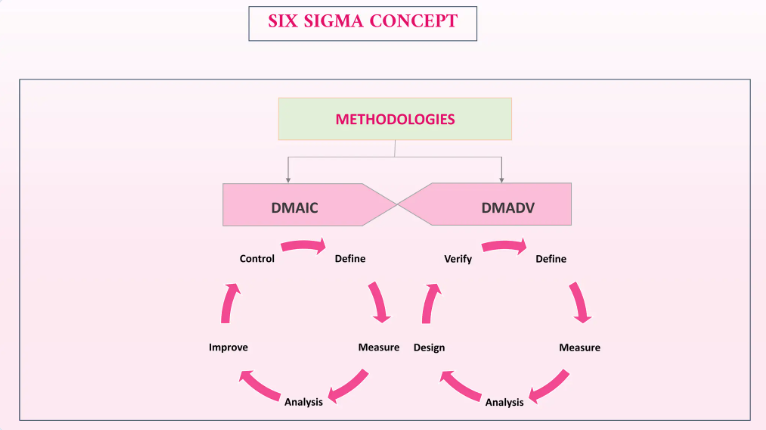 SIX SIGMA CONCEPT
METHODOLOGIES
DMAIC
DMADV
Control
Define
Verify
Define
Improve
Measure
Design
Measure
Analysis
Analysis